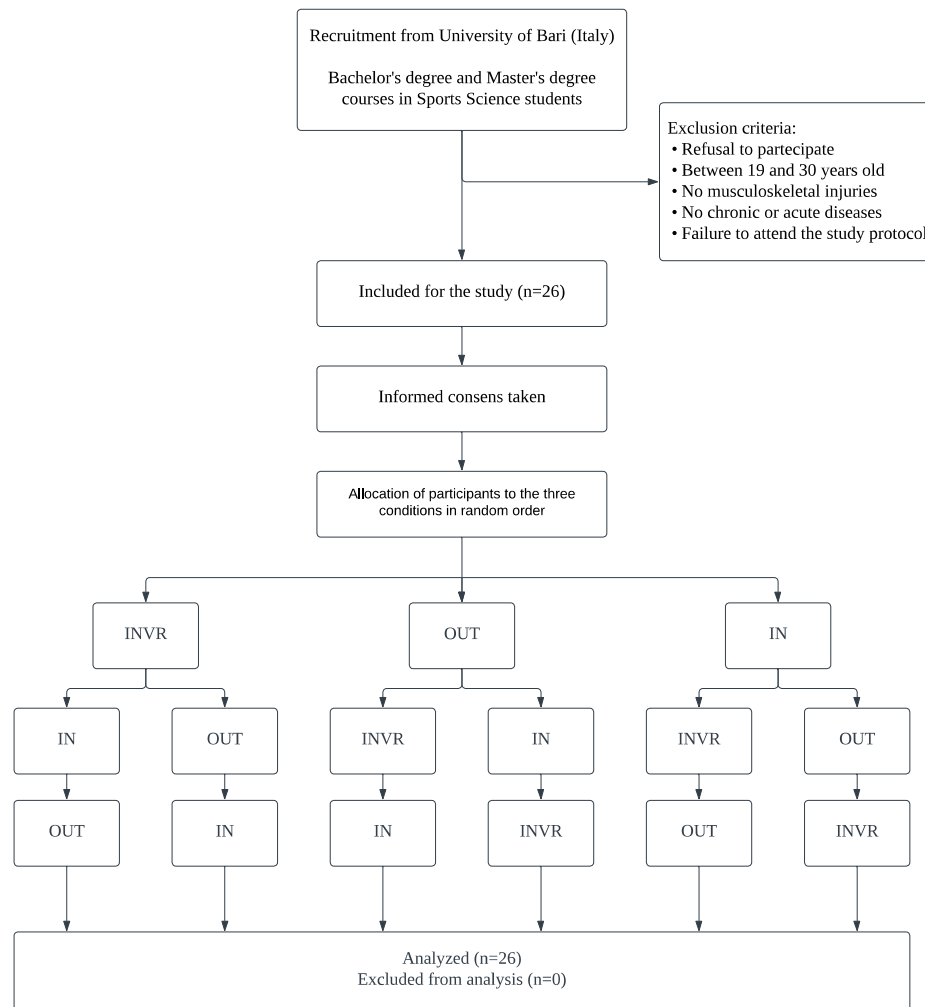 Recruitment from University of Bari (Italy)
Bachelor's degree and Master's degree
courses in Sports Science students
Exclusion criteria:
• Refusal to partecipate
• Between 19 and 30 years old
• No musculoskeletal injuries
• No chronic or acute diseases
• Failure to attend the study protocol
Included for the study (n=26)
Informed consens taken
Allocation of participants to the three
conditions in random order
INVR
OUT
IN
IN
OUT
INVR
IN
INVR
OUT
OUT
IN
IN
INVR
OUT
INVR
Analyzed (n=26)
Excluded from analysis (n=0)